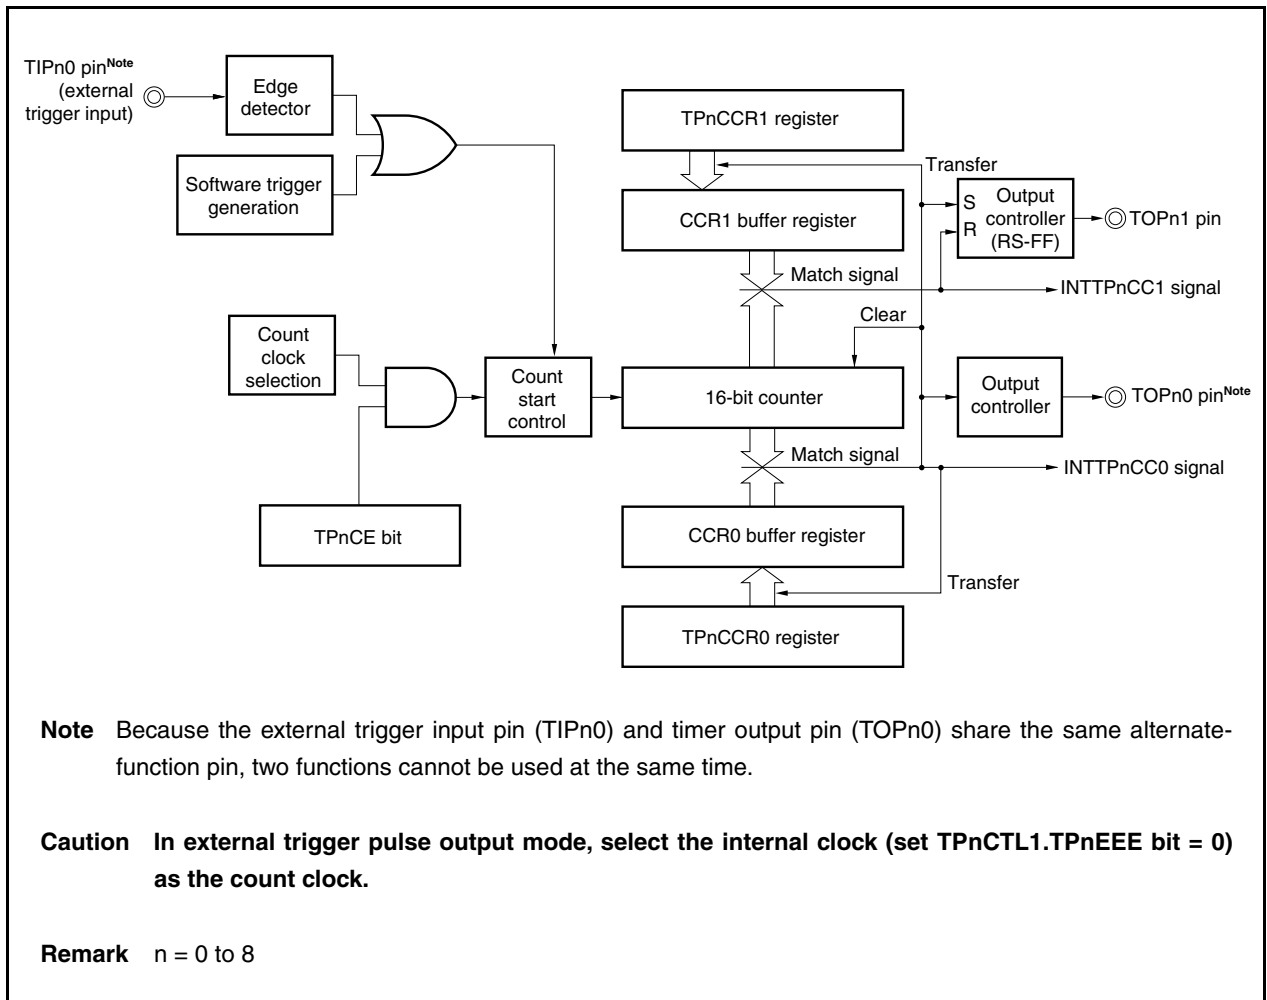 TIPn0 pinNote
(external
trigger input)
Edge
detector
Software trigger
generation
TPnCCR1 register
Transfer
CCR1 buffer register
S
R
Output
controller
(RS-FF)
TOPn1 pin
Match signal
INTTPnCC1 signal
Clear
Count
clock
selection
Count
start
control
16-bit counter
Output
controller
TOPn0 pinNote
Match signal
INTTPnCC0 signal
TPnCE bit
CCR0 buffer register
Transfer
TPnCCR0 register
Note Because the external trigger input pin (TIPn0) and timer output pin (TOPn0) share the same alternate-
function pin, two functions cannot be used at the same time.
Caution In external trigger pulse output mode, select the internal clock (set TPnCTL1.TPnEEE bit = 0)
as the count clock.
Remark n = 0 to 8